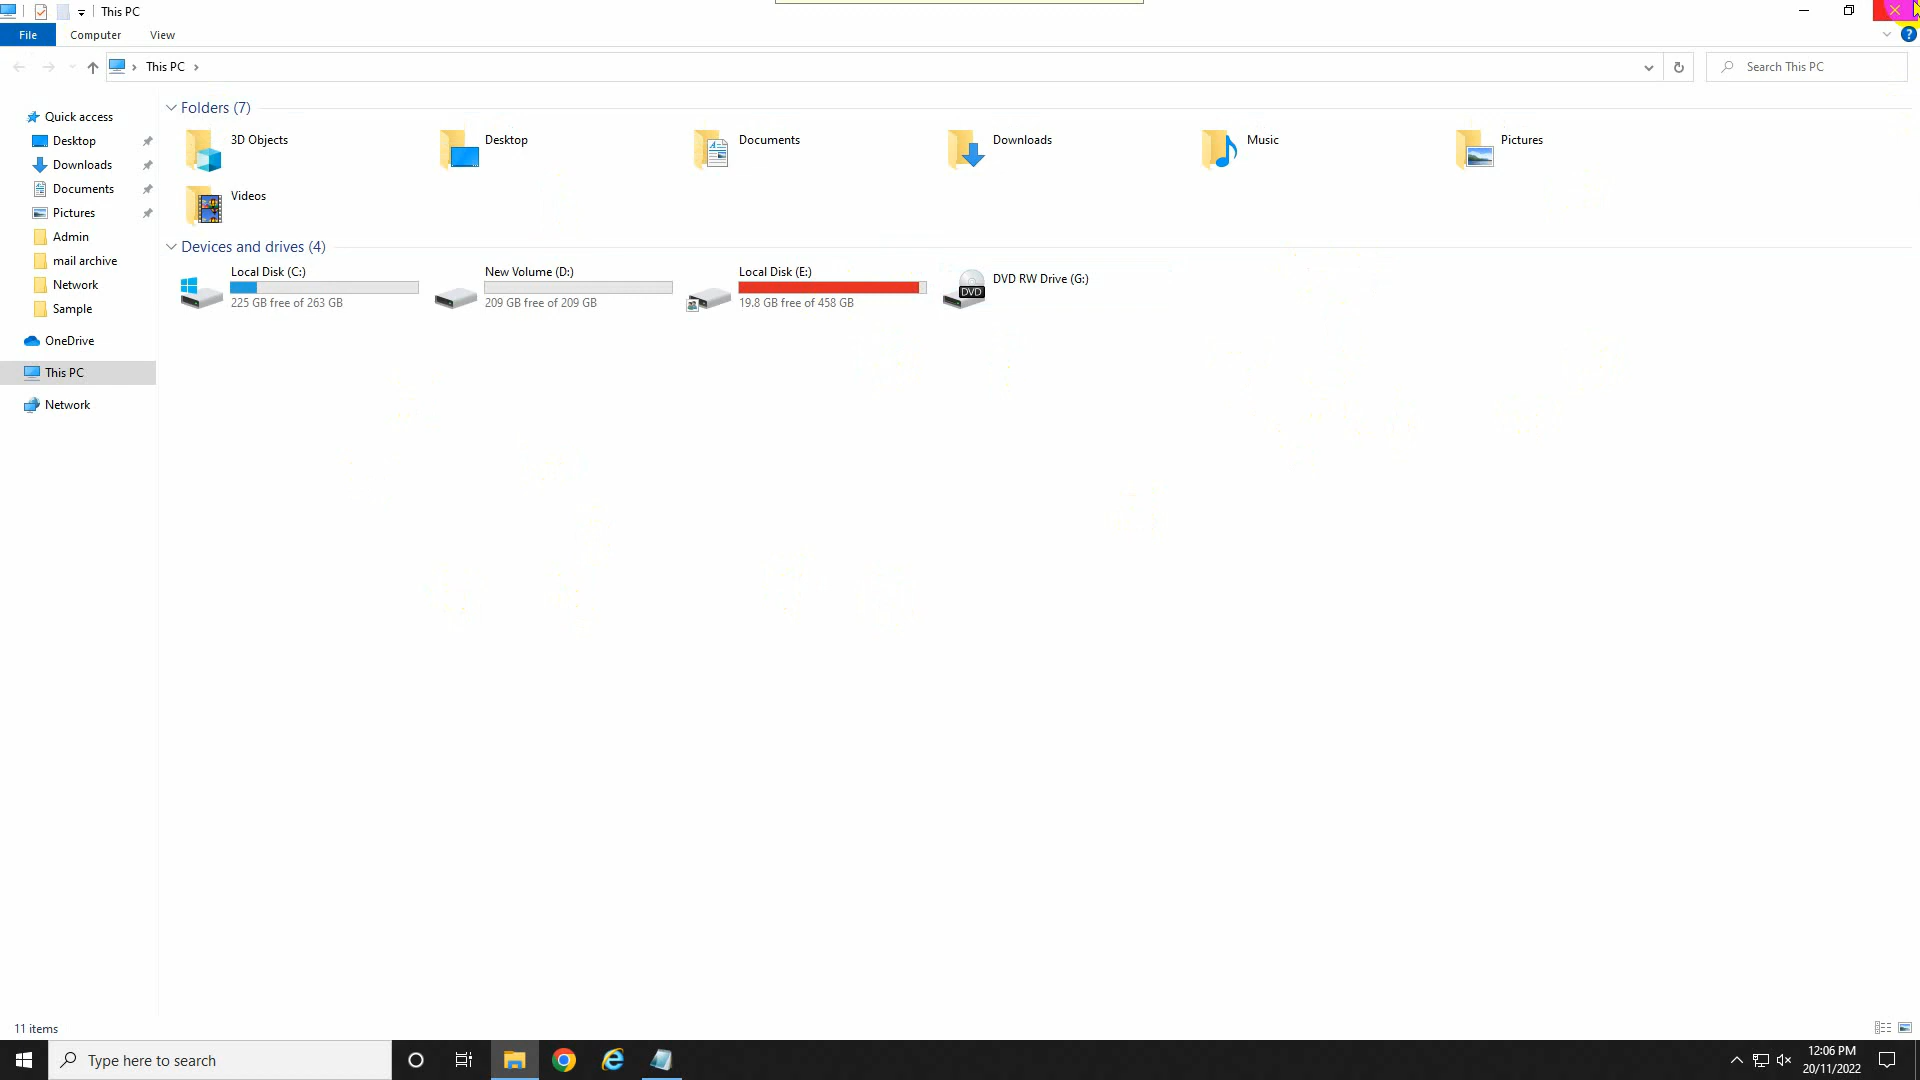 This PC
File Computer View
This PC
Search This PC
Quick access
Desktop
Downloads
Documents
Pictures
Admin
mail archive
Network
Sample
OneDrive
This PC
Network
Folders (7)
3D Objects
Desktop
Documents
Downloads
Music
Pictures
Videos
Devices and drives (4)
Local Disk (C:)
225 GB free of 263 GB
New Volume (D:)
209 GB free of 209 GB
Local Disk (E:)
19.8 GB free of 458 GB
DVD RW Drive (G:)
DVD
11 items
Type here to search
12:06 PM
20/11/2022